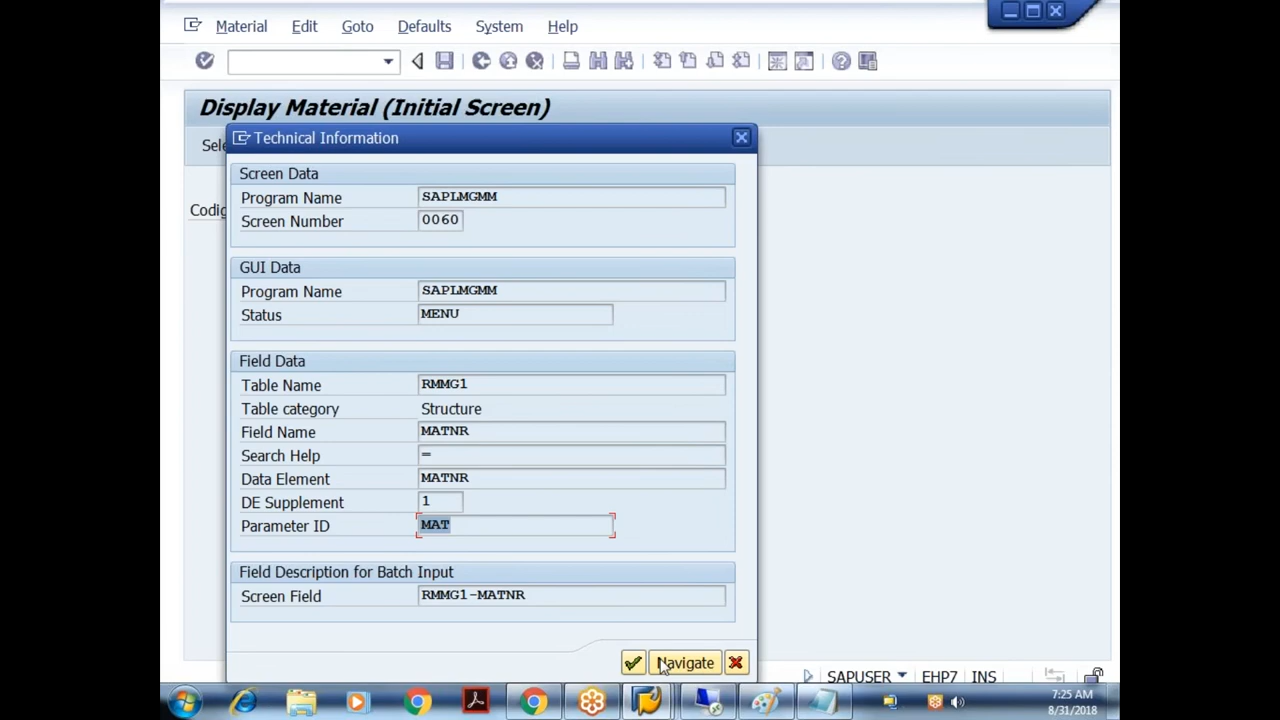 Material Edit Goto Defaults System Help
Display Material (Initial Screen)
Sele
Technical Information
Codig
Screen Data
Program Name SAPLMGMM
Screen Number 0060
GUI Data
Program Name SAPLMGMM
Status MENU
Field Data
Table Name RMMG1
Table category Structure
Field Name MATNR
Search Help =
Data Element MATNR
DE Supplement 1
Parameter ID MAT
Field Description for Batch Input
Screen Field RMMG1-MATNR
Navigate
SAPUSER EHP7 INS
7:25 AM
8/31/2018